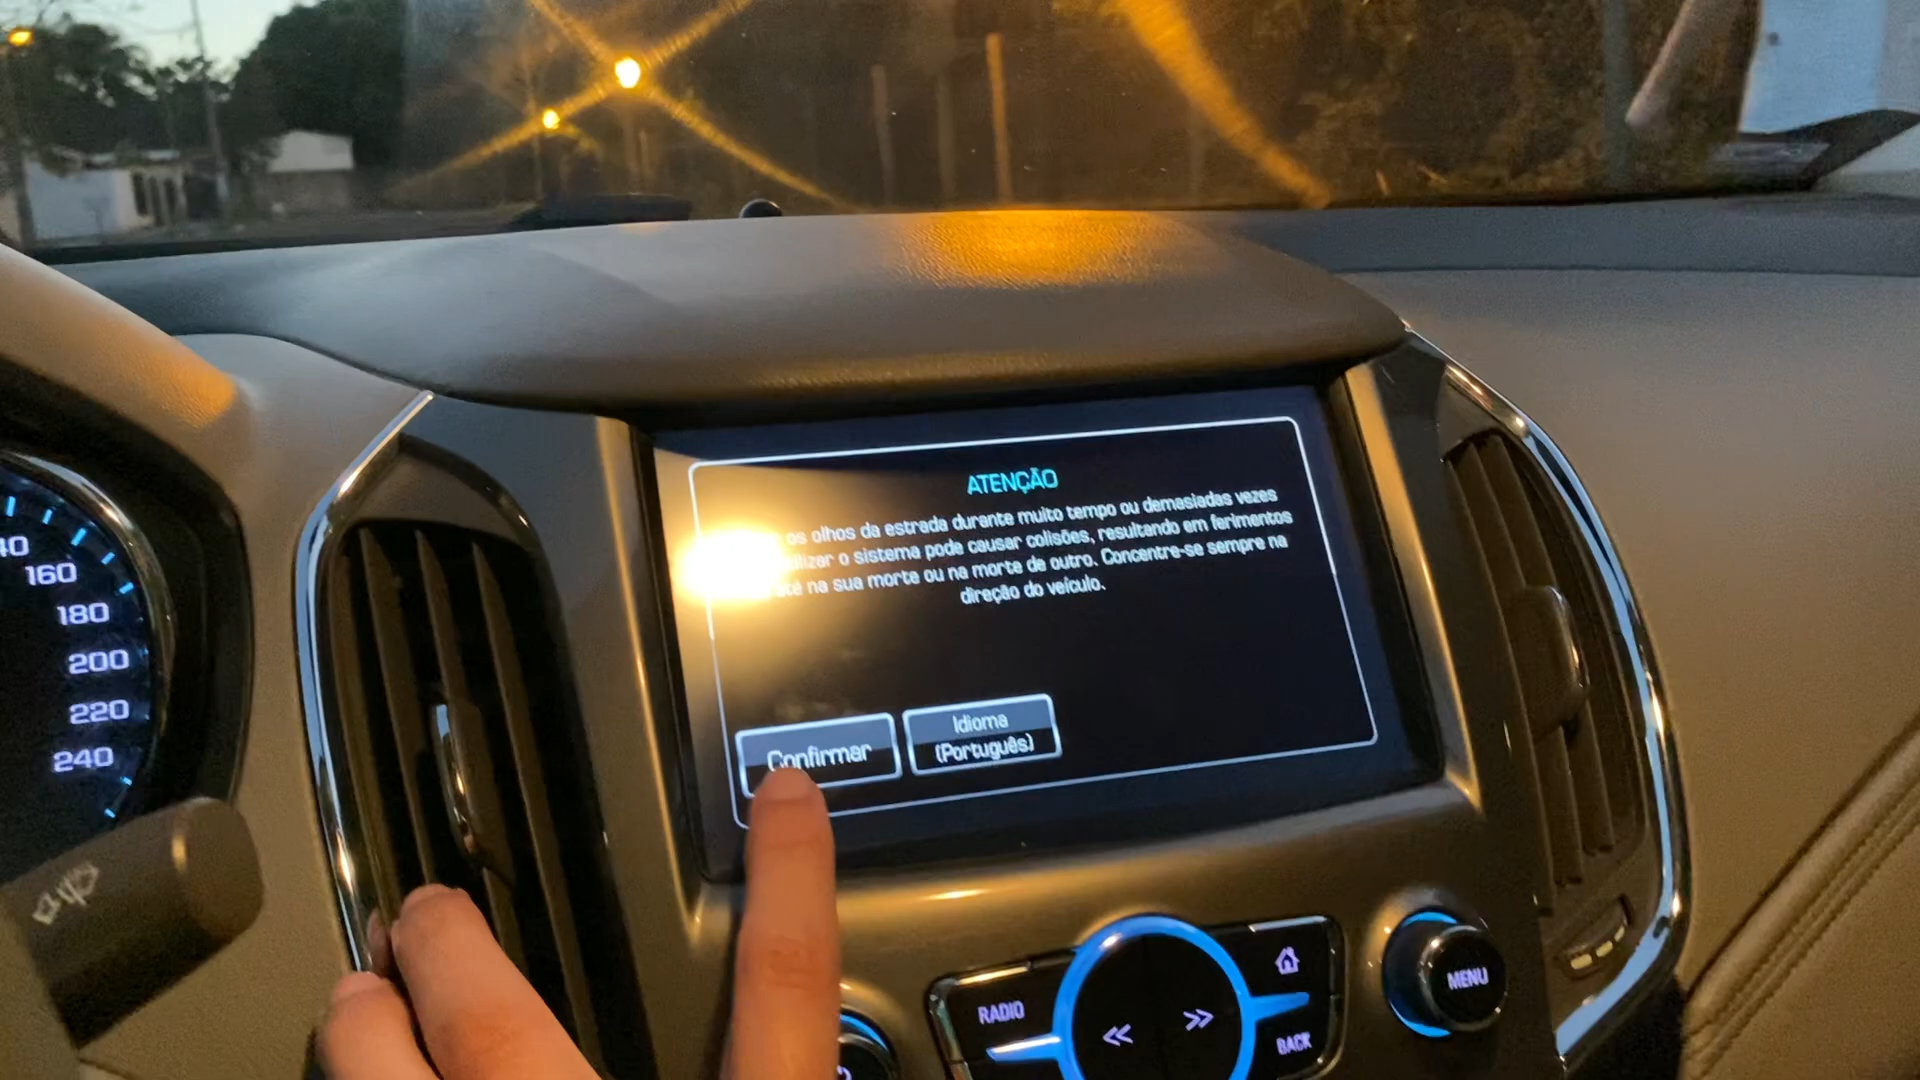 ATENÇÃO
os olhos da estrada durante muito tempo ou demasiadas vezes
o sistema pode causar colisões, resultando em ferimentos
até na sua morte ou na morte de outro. Concentre-se sempre na
direção do veículo.
Confirmar
Idioma
(Português)
160
180
200
220
240
RADIO
MENU
BACK